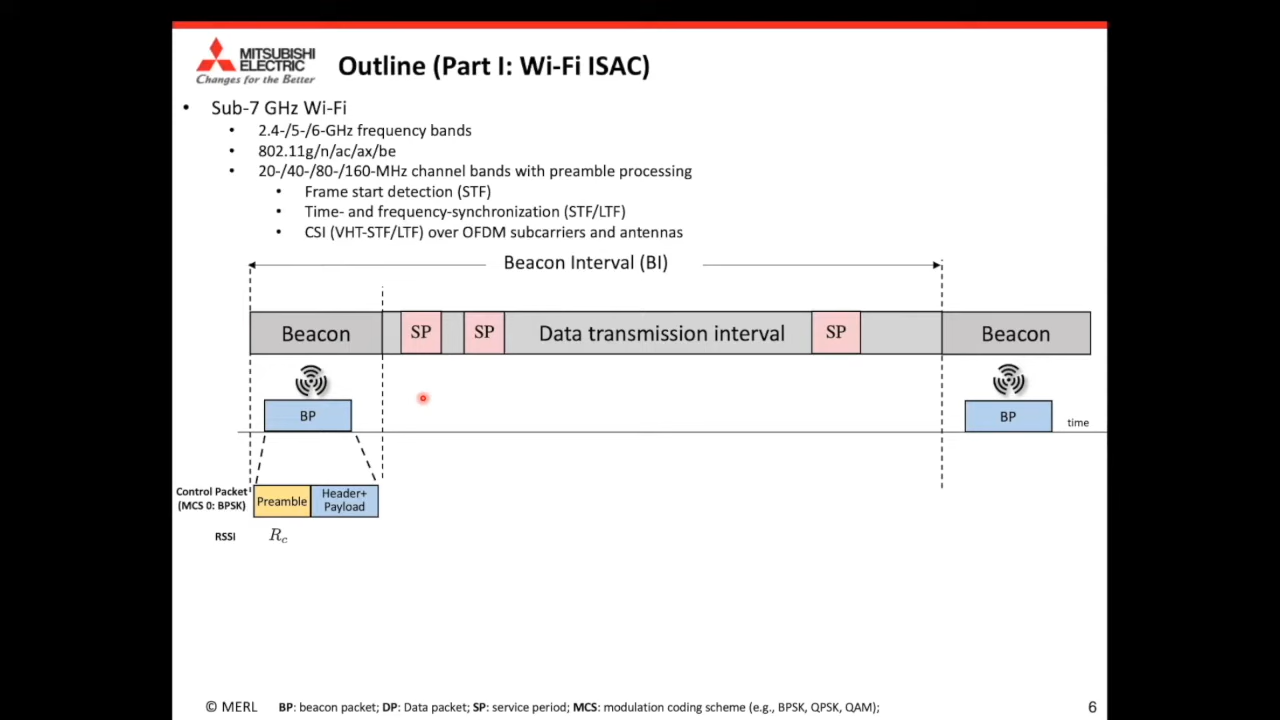 MITSUBISHI
ELECTRIC
Changes for the Better
Outline (Part I: Wi-Fi ISAC)
• Sub-7 GHz Wi-Fi
• 2.4-/5-/6-GHz frequency bands
• 802.11g/n/ac/ax/be
• 20-/40-/80-/160-MHz channel bands with preamble processing
• Frame start detection (STF)
• Time- and frequency-synchronization (STF/LTF)
• CSI (VHT-STF/LTF) over OFDM subcarriers and antennas
Beacon Interval (BI)
Beacon SP SP Data transmission interval SP Beacon
BP BP time
Control Packet
(MCS 0: BPSK)
Preamble
Header+
Payload
RSSI R_c
© MERL BP: beacon packet; DP: Data packet; SP: service period; MCS: modulation coding scheme (e.g., BPSK, QPSK, QAM); 6